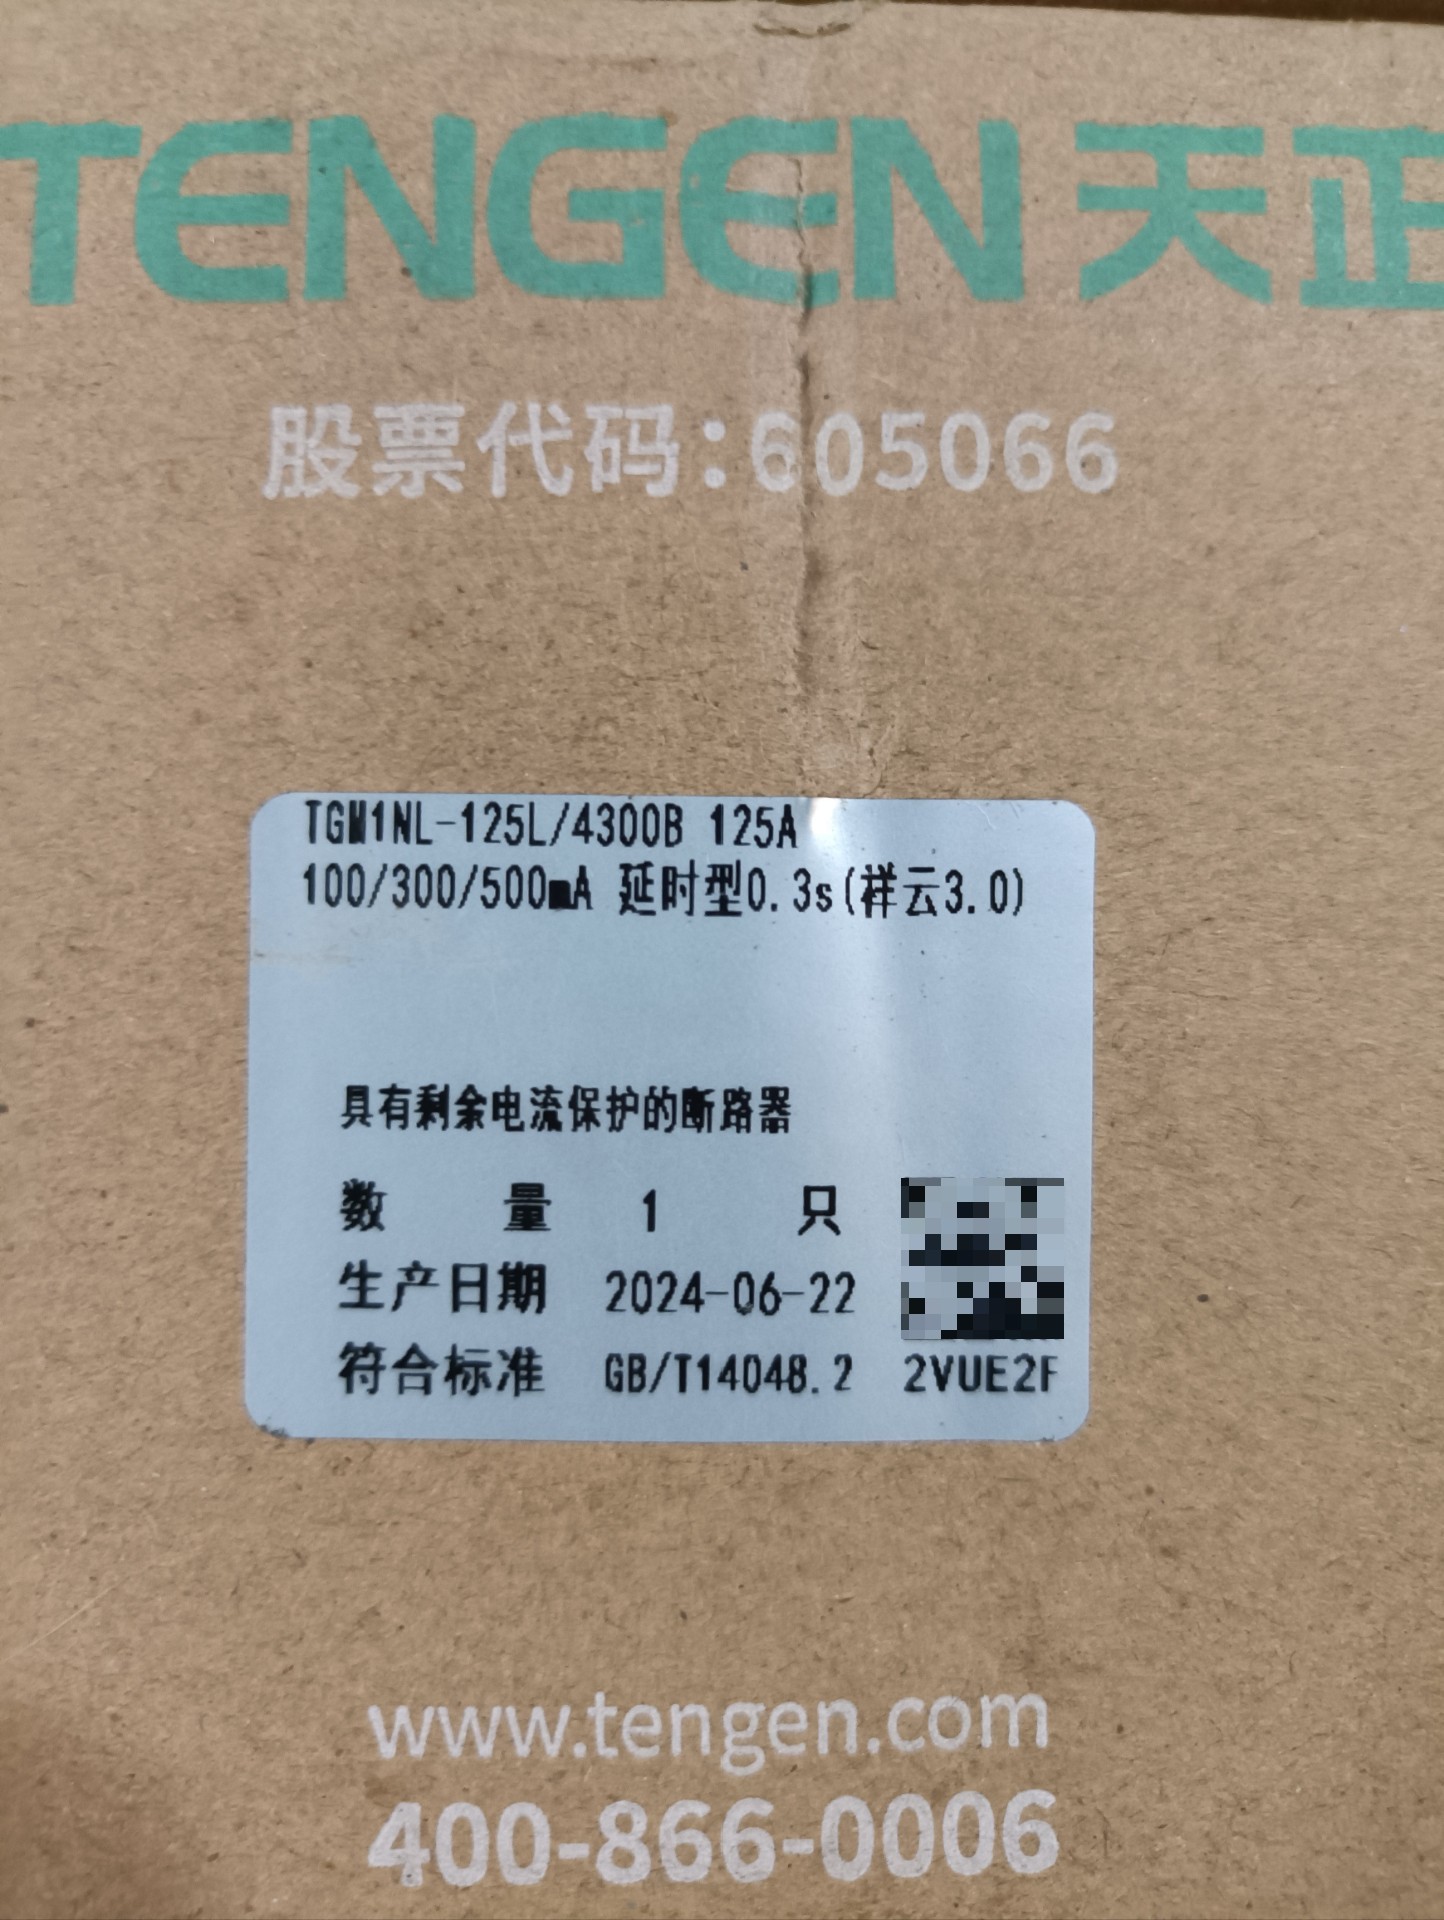 TENGEN 天正
股票代码:605066
TGM1NL-125L/4300B 125A
100/300/500mA 延时型0.3s(祥云3.0)
具有剩余电流保护的断路器
数 量 1 只
生产日期 2024-06-22
符合标准 GB/T14048.2 2VUE2F
www.tengen.com
400-866-0006